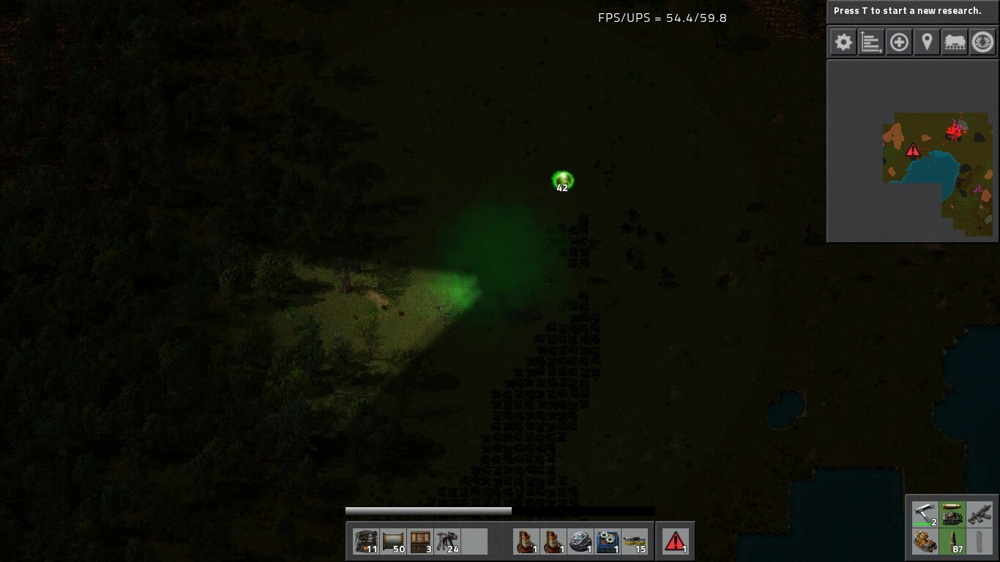 FPS/UPS = 54.4/59.8
Press T to start a new research.
42
11 50 3 24 1 1 1 1 15 1
2
87